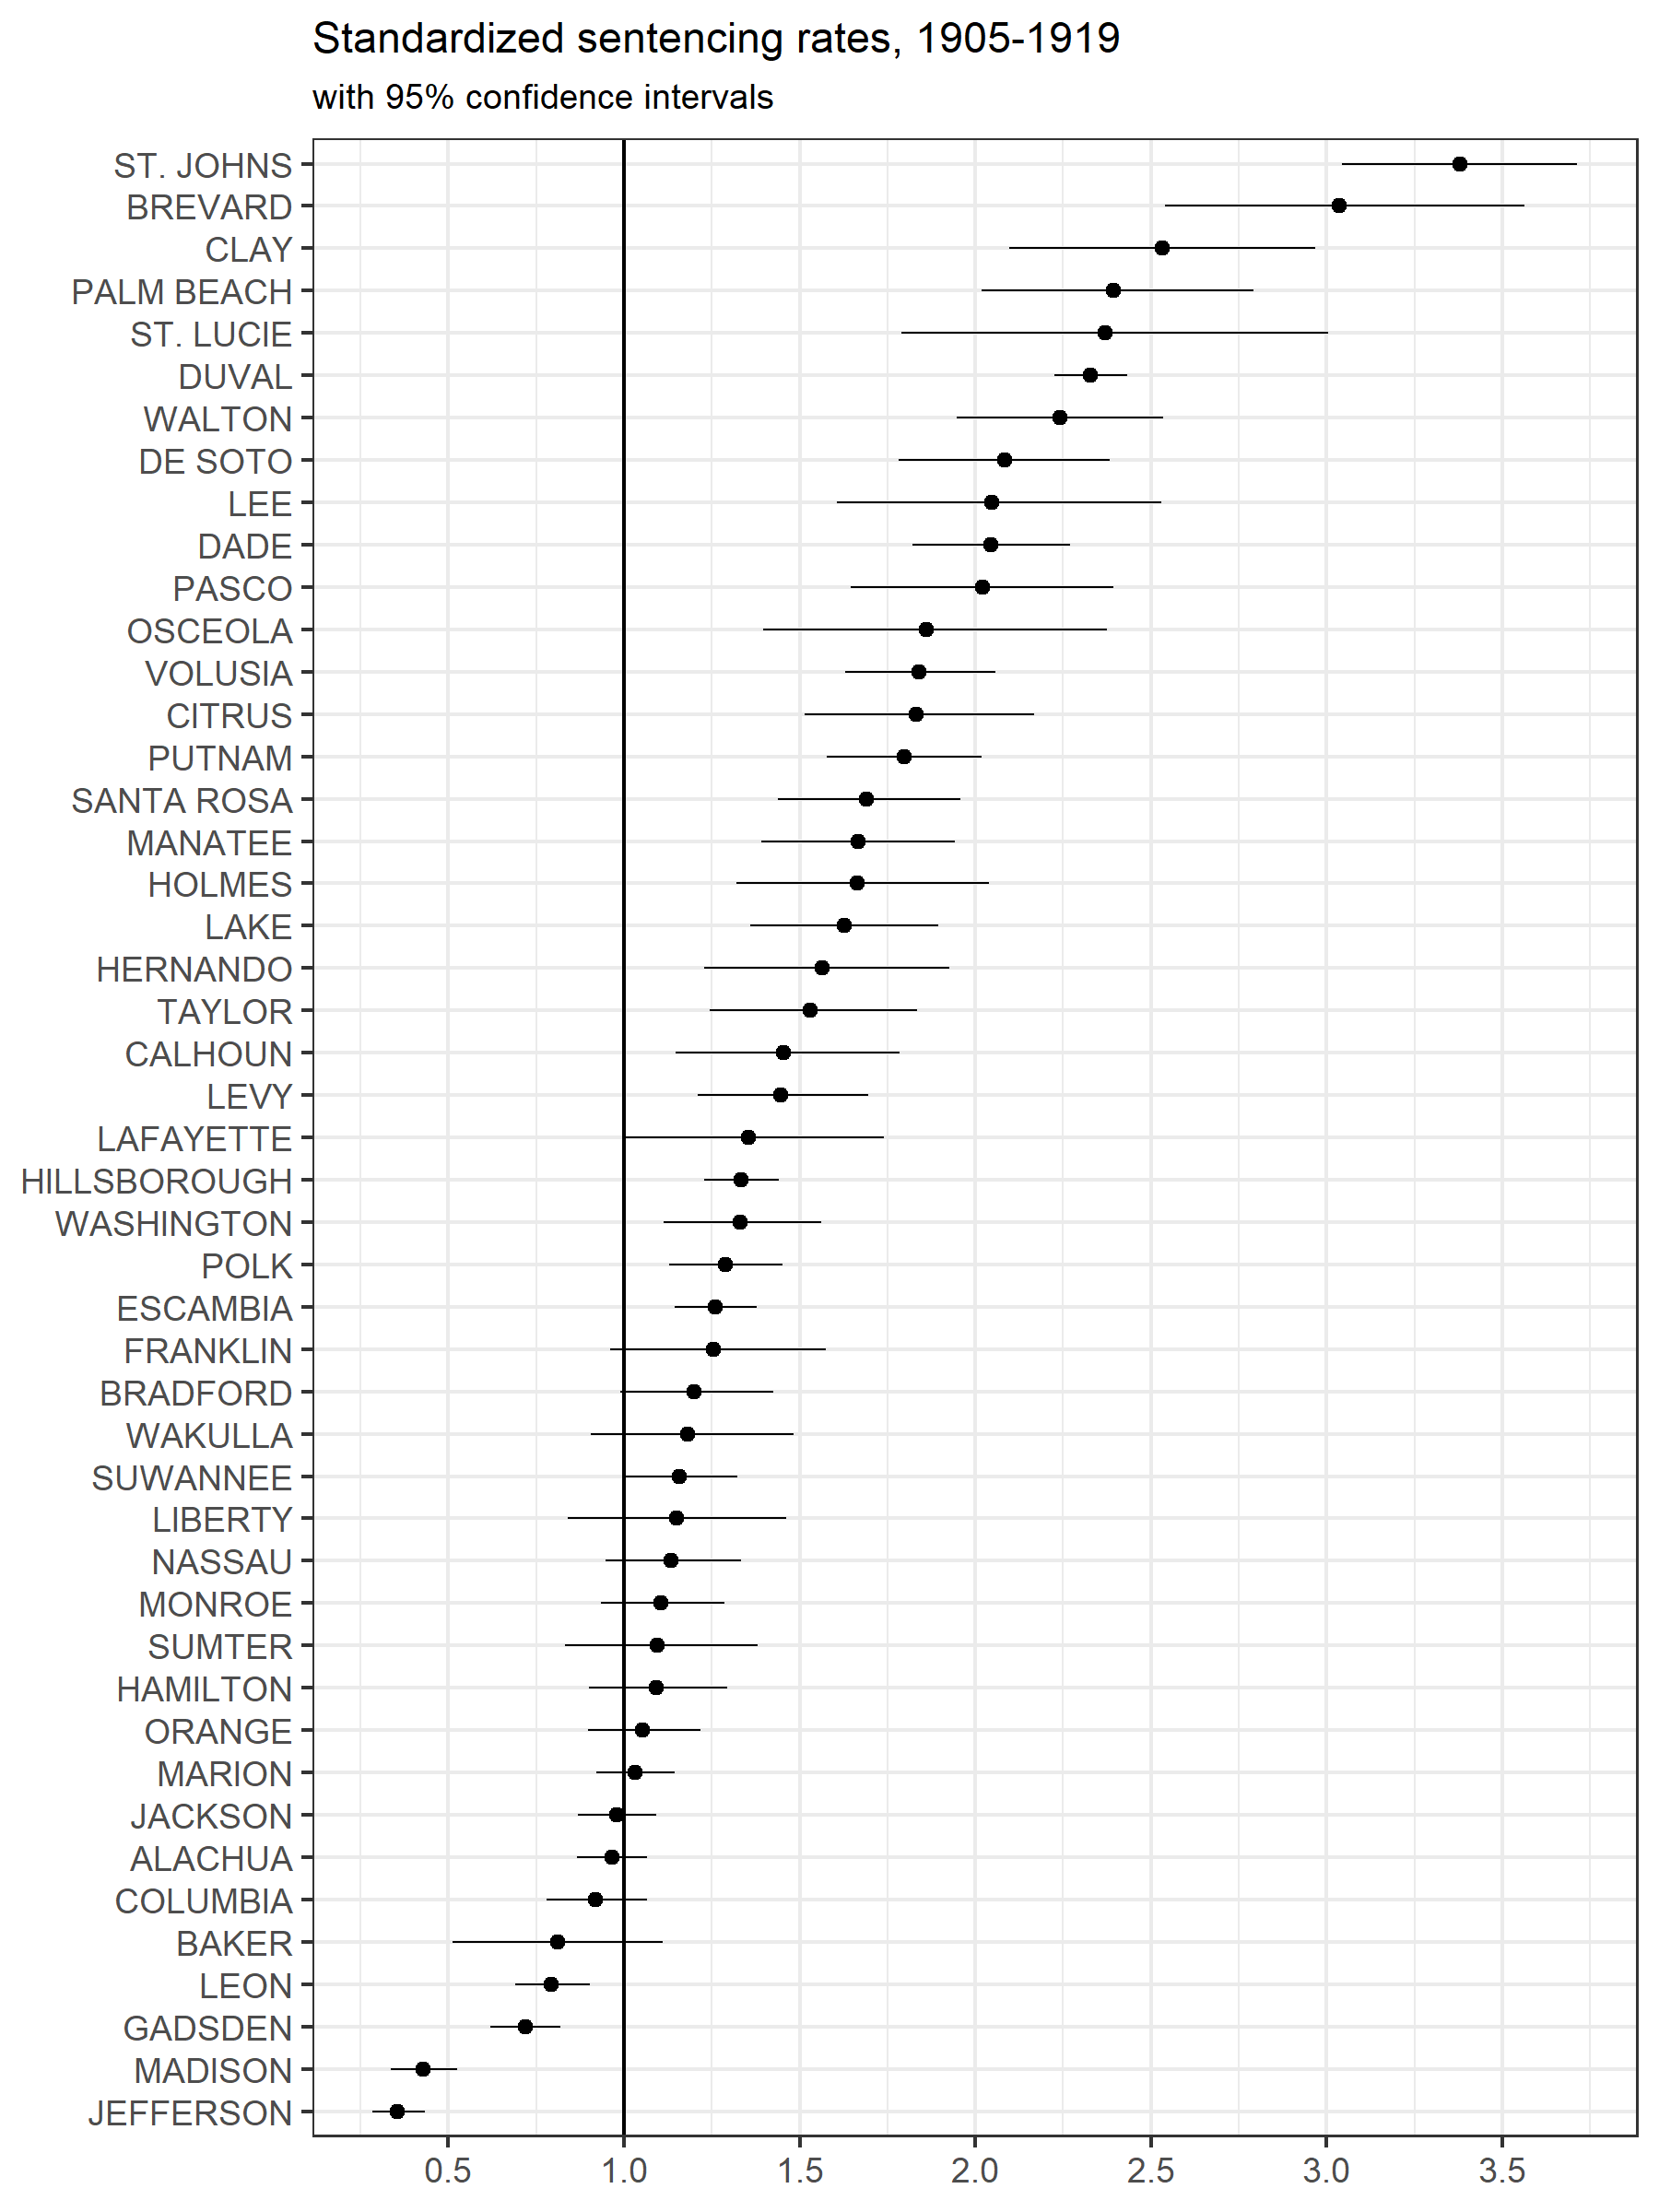 Standardized sentencing rates, 1905-1919
with 95% confidence intervals
ST. JOHNS
BREVARD
CLAY
PALM BEACH
ST. LUCIE
DUVAL
WALTON
DE SOTO
LEE
DADE
PASCO
OSCEOLA
VOLUSIA
CITRUS
PUTNAM
SANTA ROSA
MANATEE
HOLMES
LAKE
HERNANDO
TAYLOR
CALHOUN
LEVY
LAFAYETTE
HILLSBOROUGH
WASHINGTON
POLK
ESCAMBIA
FRANKLIN
BRADFORD
WAKULLA
SUWANNEE
LIBERTY
NASSAU
MONROE
SUMTER
HAMILTON
ORANGE
MARION
JACKSON
ALACHUA
COLUMBIA
BAKER
LEON
GADSDEN
MADISON
JEFFERSON
0.5 1.0 1.5 2.0 2.5 3.0 3.5